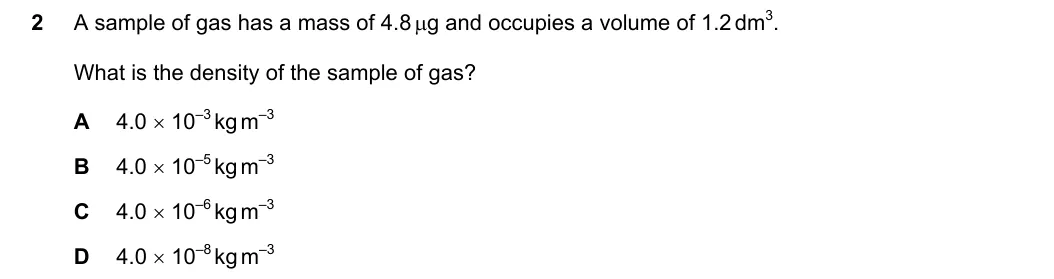 2 A sample of gas has a mass of 4.8 μg and occupies a volume of 1.2 dm³.
What is the density of the sample of gas?
A 4.0 × 10⁻³ kg m⁻³
B 4.0 × 10⁻⁵ kg m⁻³
C 4.0 × 10⁻⁶ kg m⁻³
D 4.0 × 10⁻⁸ kg m⁻³